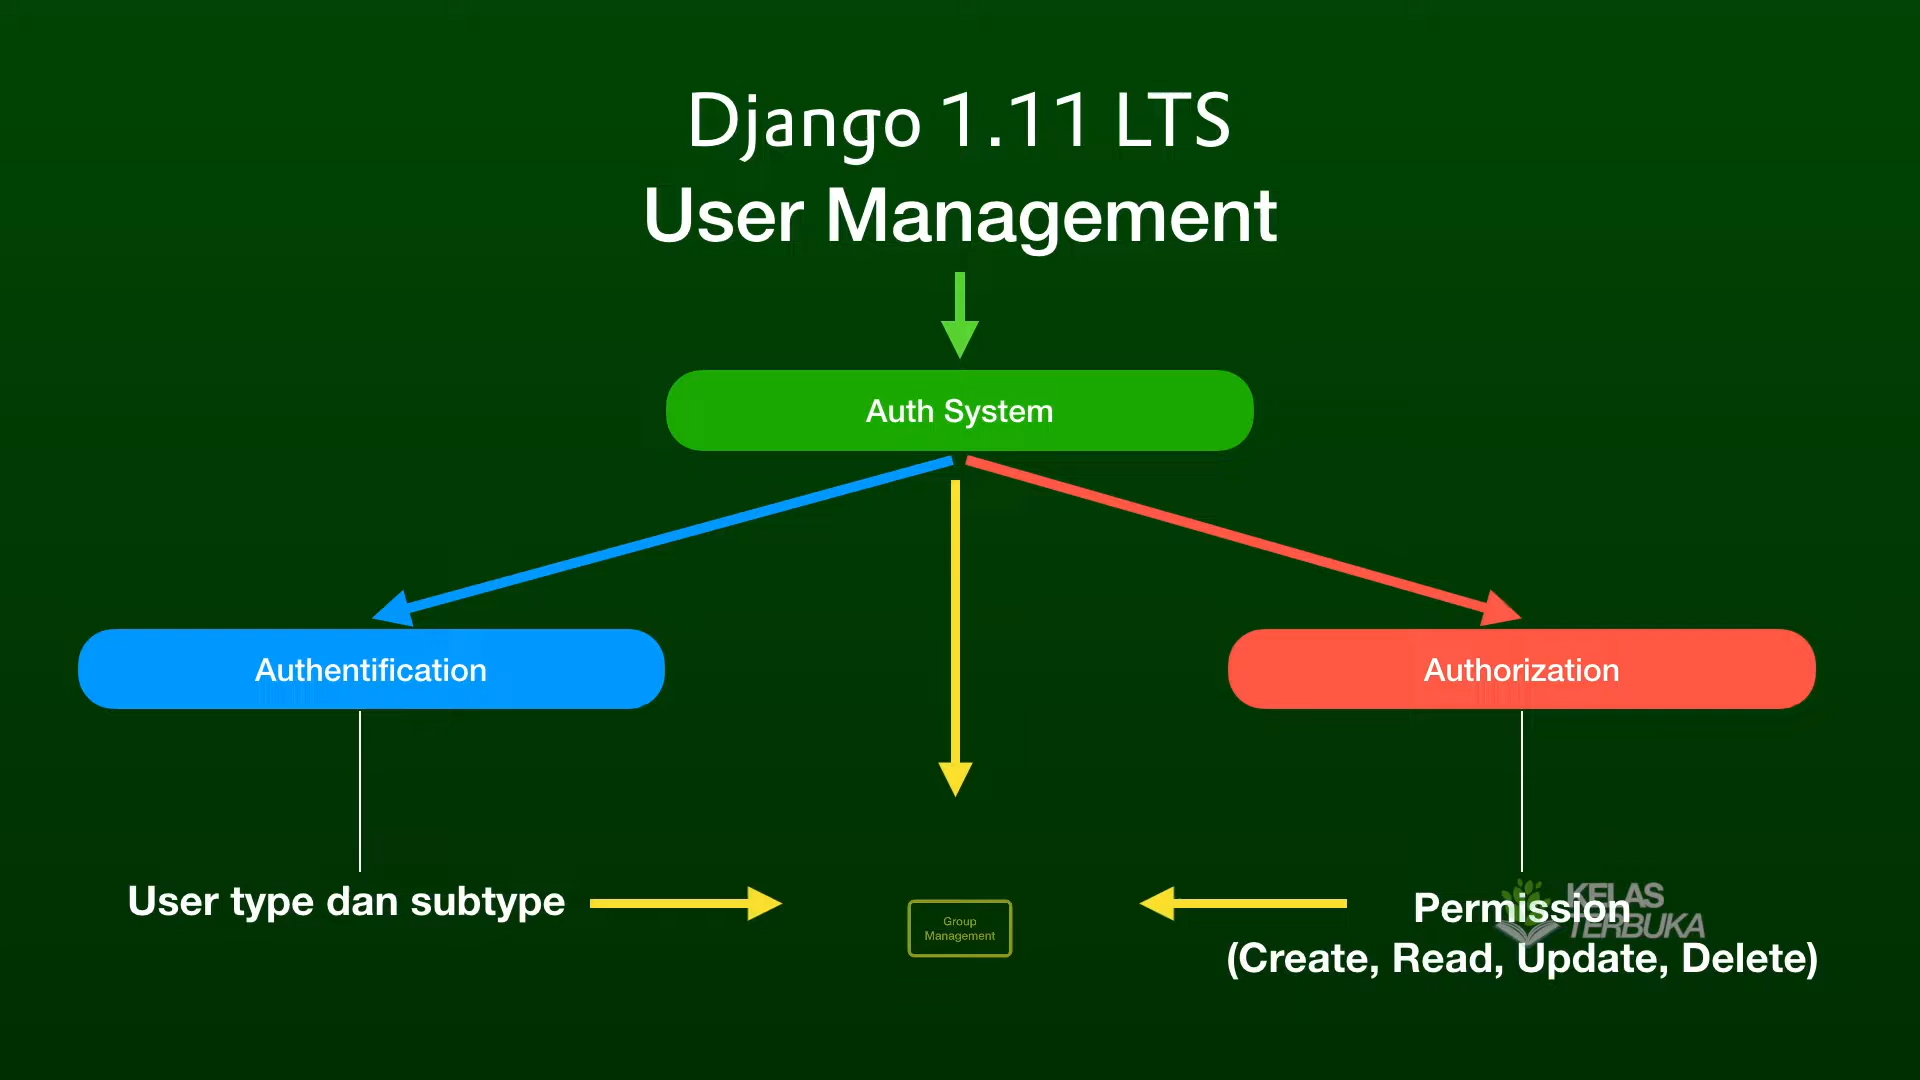 Django 1.11 LTS
User Management
Auth System
Authentification
Authorization
User type dan subtype
Group
Management
Permission
(Create, Read, Update, Delete)
KELAS
TERBUKA